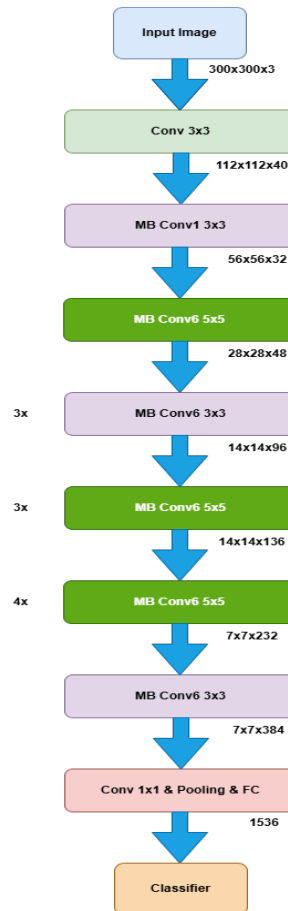 Input Image
300x300x3
Conv 3x3
112x112x40
MB Conv1 3x3
56x56x32
MB Conv6 5x5
28x28x48
3x
MB Conv6 3x3
14x14x96
3x
MB Conv6 5x5
14x14x136
4x
MB Conv6 5x5
7x7x232
MB Conv6 3x3
7x7x384
Conv 1x1 & Pooling & FC
1536
Classifier